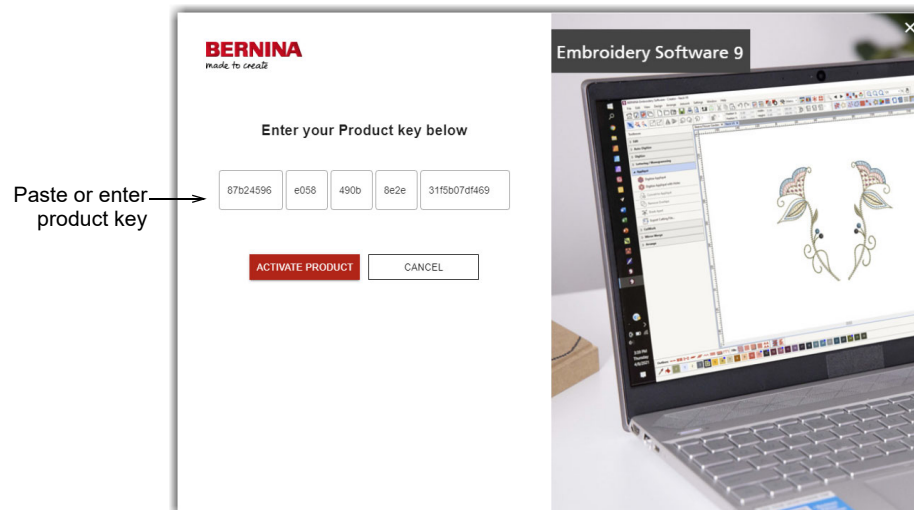 BERNINA
made to create
Embroidery Software 9
Enter your Product key below
Paste or enter
product key
87b24596 e058 490b 8e2e 31f5b07df469
ACTIVATE PRODUCT CANCEL